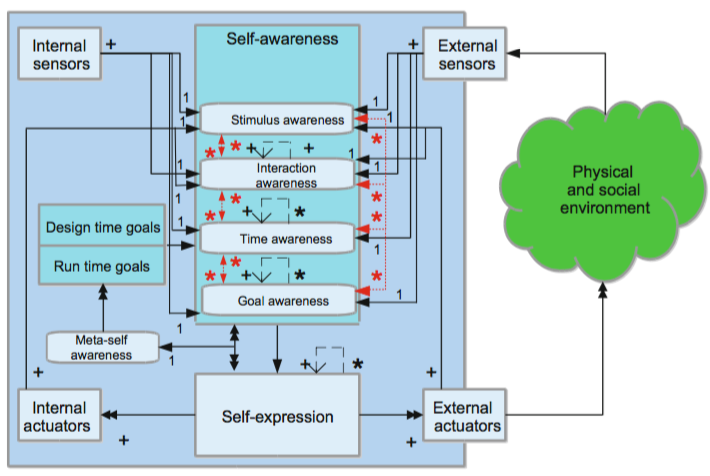 Internal
sensors
+
Self-awareness
+
External
sensors
1
1
Stimulus awareness
1
1
*
* *
+
+
1
Interaction
awareness
1
1
*
1
* *
+
*
*
1
Time awareness
1
* *
+
*
*
Goal awareness
1
Physical
and social
environment
Design time goals
Run time goals
1
Meta-self
awareness
1
+
*
+
+
Internal
actuators
Self-expression
External
actuators
+
+